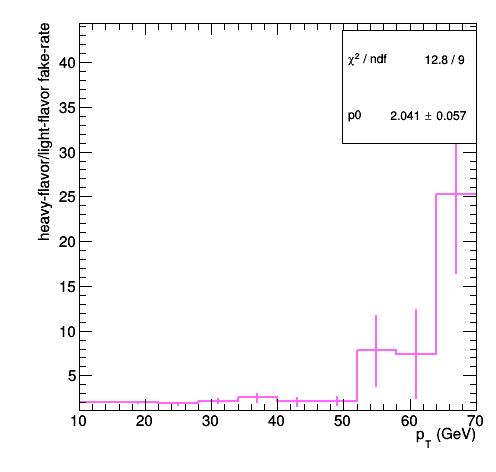 heavy-flavor/light-flavor fake-rate
χ² / ndf 12.8 / 9
p0 2.041 ± 0.057
40
35
30
25
20
15
10
5
10 20 30 40 50 60 70
p_T (GeV)